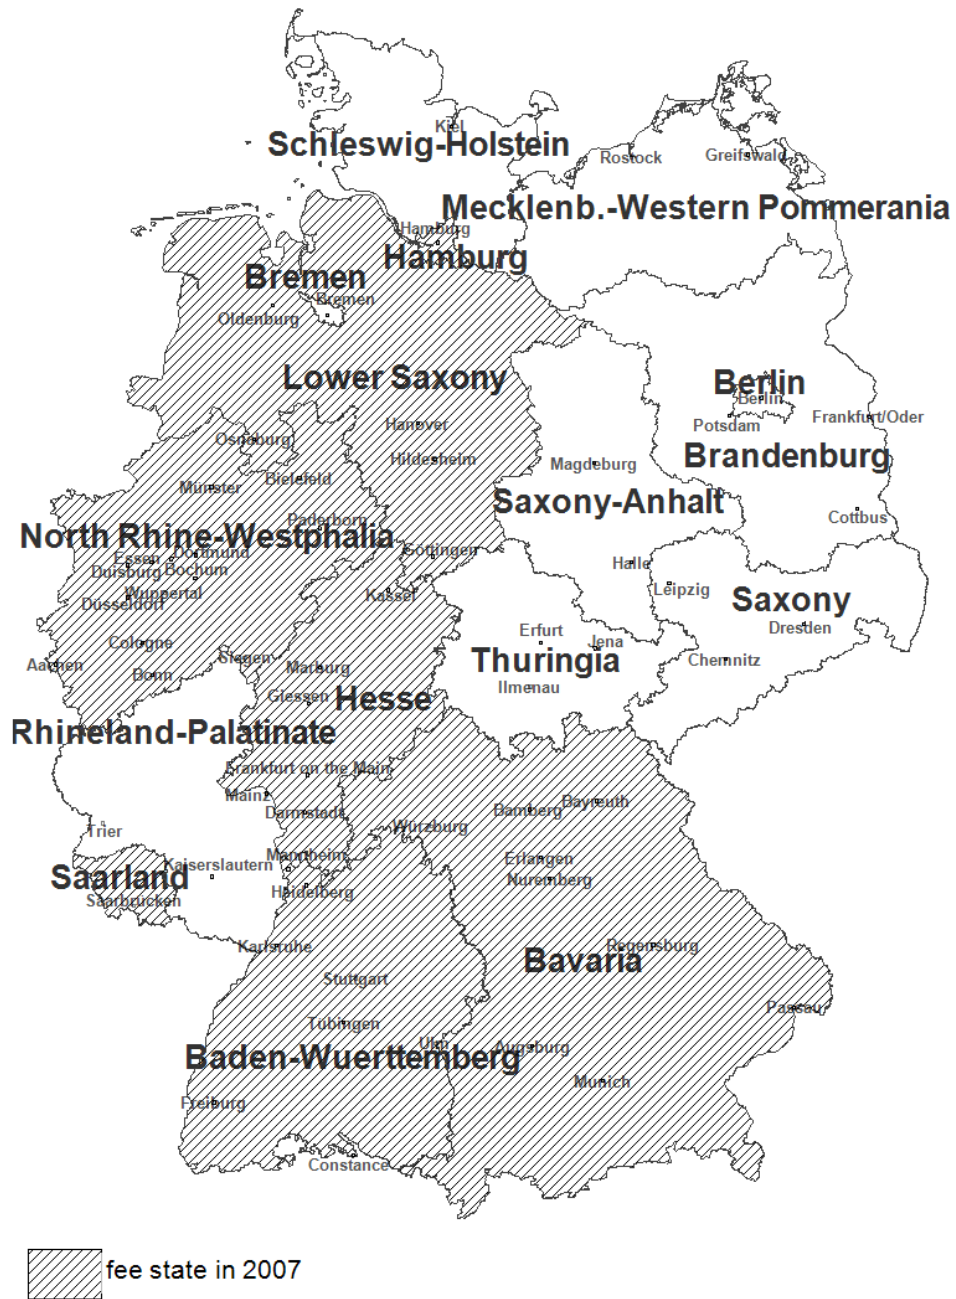 Kiel
Schleswig-Holstein
Rostock
Greifswald
Mecklenb.-Western Pommerania
Hamburg
Hamburg
Bremen
Bremen
Oldenburg
Lower Saxony
Berlin
Berlin
Potsdam
Frankfurt/Oder
Hanover
Osnaburg
Brandenburg
Hildesheim
Magdeburg
Bielefeld
Münster
Saxony-Anhalt
Paderborn
Cottbus
North Rhine-Westphalia
Göttingen
Dortmund
Essen
Halle
Duisburg
Bochum
Leipzig
Wuppertal
Kassel
Düsseldorf
Saxony
Dresden
Erfurt
Cologne
Jena
Siegen
Thuringia
Chemnitz
Aachen
Marburg
Bonn
Ilmenau
Giessen
Hesse
Rhineland-Palatinate
Frankfurt on the Main
Mainz
Bayreuth
Bamberg
Darmstadt
Würzburg
Trier
Mannheim
Erlangen
Kaiserslautern
Saarland
Nuremberg
Heidelberg
Saarbrücken
Karlsruhe
Regensburg
Bavaria
Stuttgart
Passau
Tübingen
Ulm
Augsburg
Baden-Wuerttemberg
Munich
Freiburg
Constance
fee state in 2007